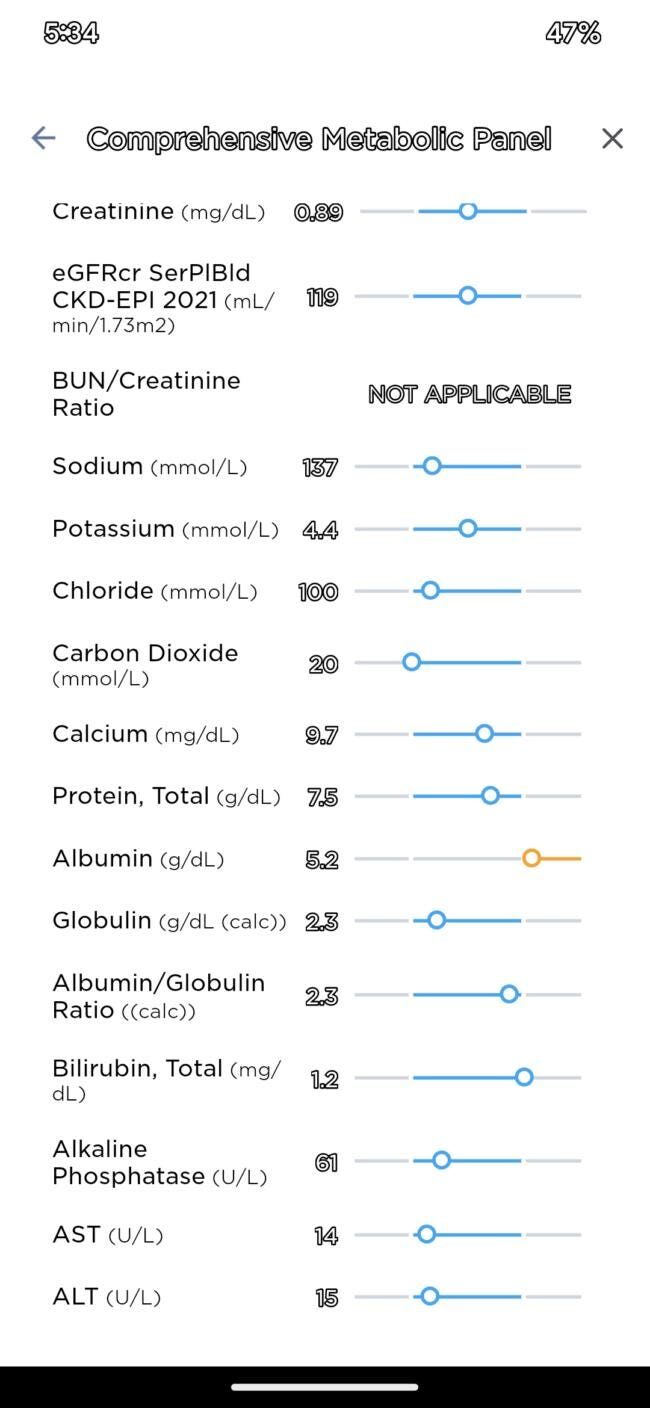 5:34
47%
Comprehensive Metabolic Panel
Creatinine (mg/dL) 0.89
eGFRcr SerPlBld
CKD-EPI 2021 (mL/ 119
min/1.73m2)
BUN/Creatinine
Ratio
NOT APPLICABLE
Sodium (mmol/L) 137
Potassium (mmol/L) 4.4
Chloride (mmol/L) 100
Carbon Dioxide
(mmol/L)
20
Calcium (mg/dL) 9.7
Protein, Total (g/dL) 7.5
Albumin (g/dL) 5.2
Globulin (g/dL (calc)) 2.3
Albumin/Globulin
Ratio ((calc))
2.3
Bilirubin, Total (mg/
dL)
1.2
Alkaline
Phosphatase (U/L)
61
AST (U/L) 14
ALT (U/L) 15